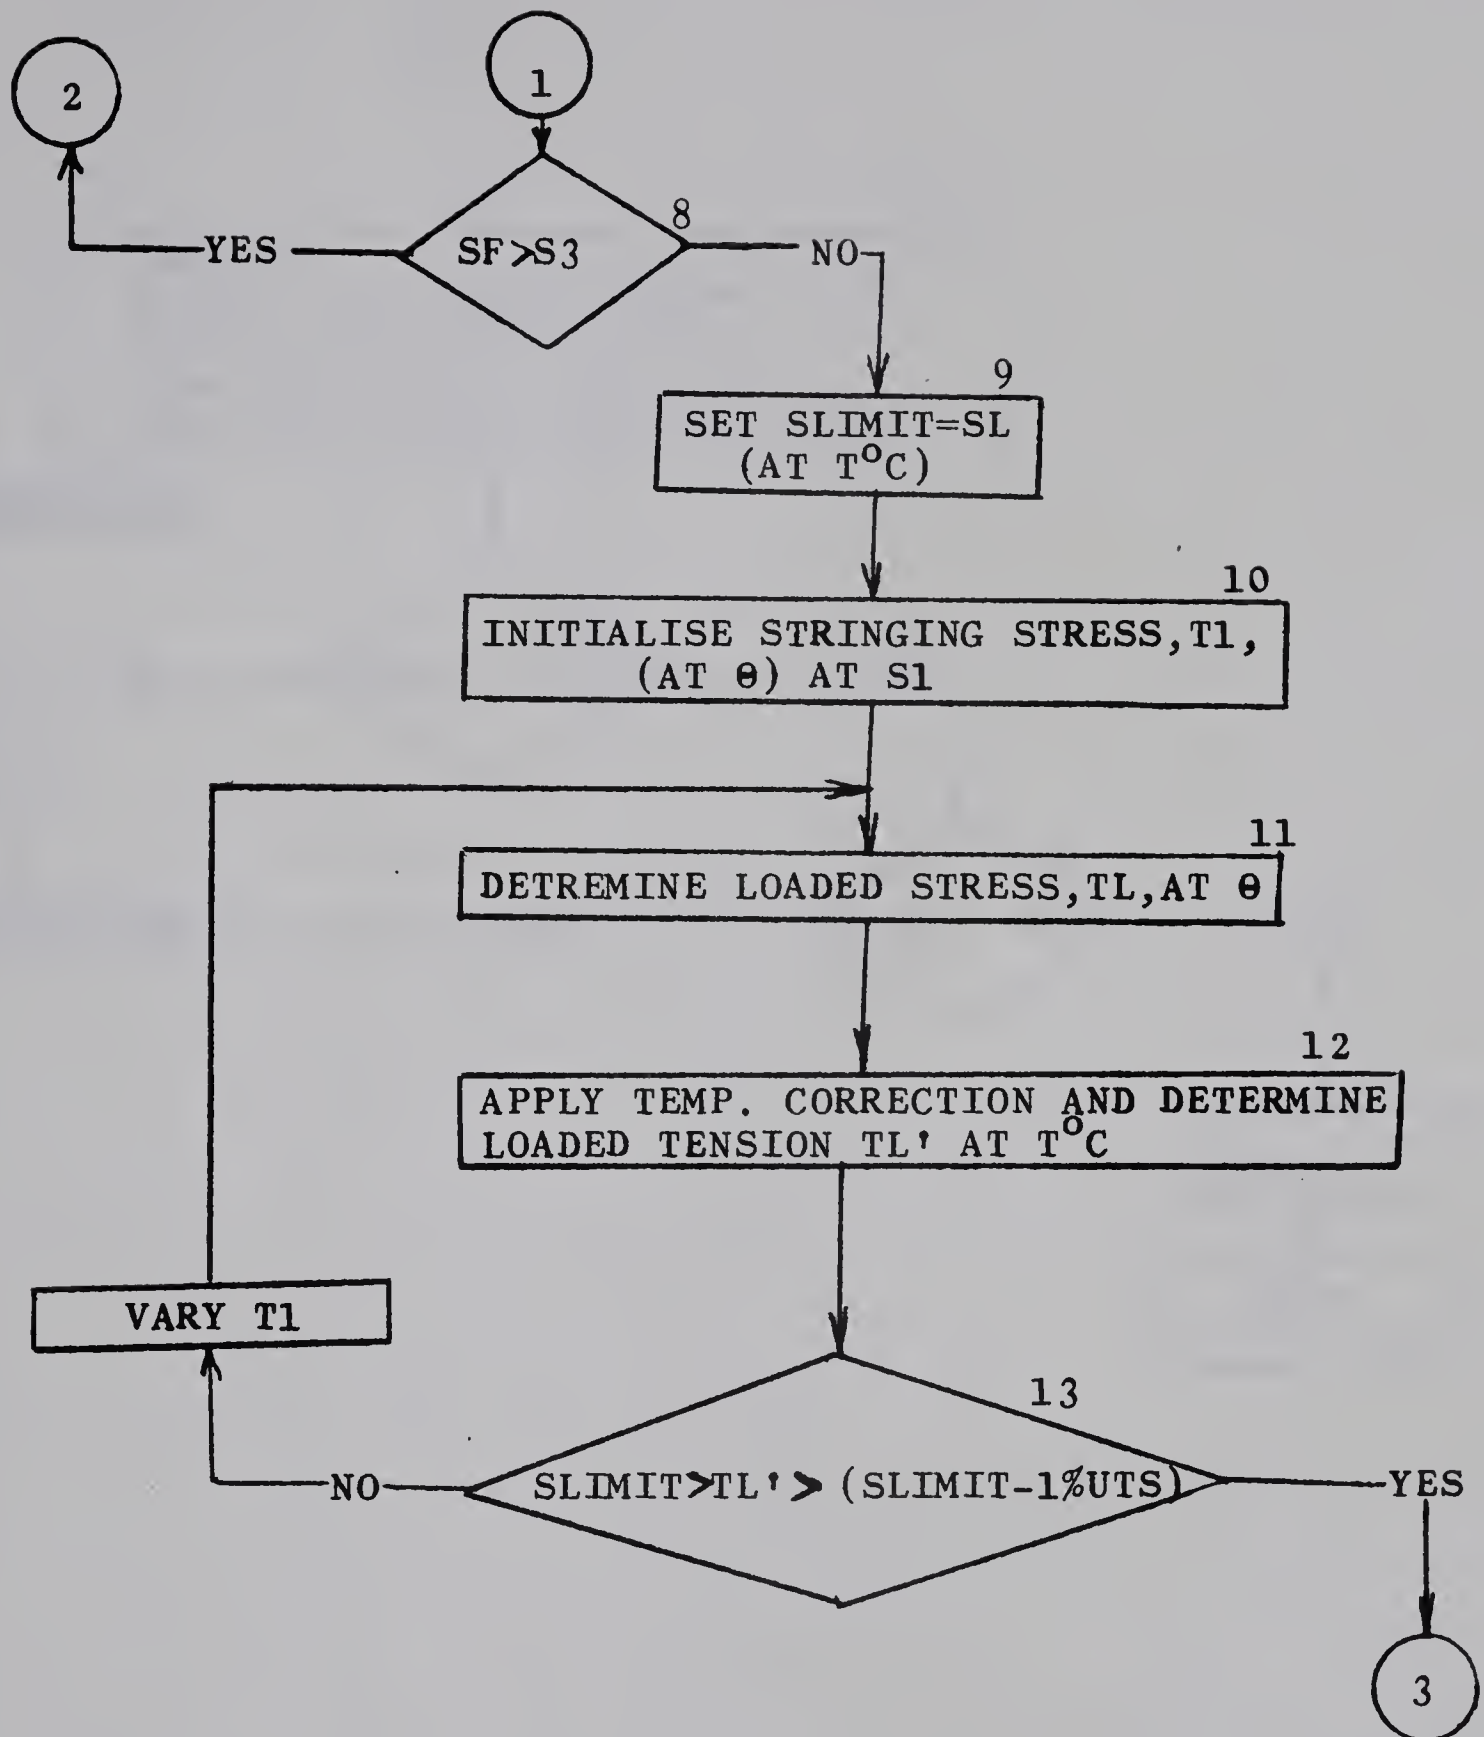 2
1
8
SF>S3
YES
NO
9
SET SLIMIT=SL
(AT T°C)
10
INITIALISE STRINGING STRESS,T1,
(AT θ) AT S1
11
DETREMINE LOADED STRESS,TL,AT θ
12
APPLY TEMP. CORRECTION AND DETERMINE
LOADED TENSION TL' AT T°C
VARY T1
13
NO
SLIMIT>TL'>(SLIMIT-1%UTS)
YES
3